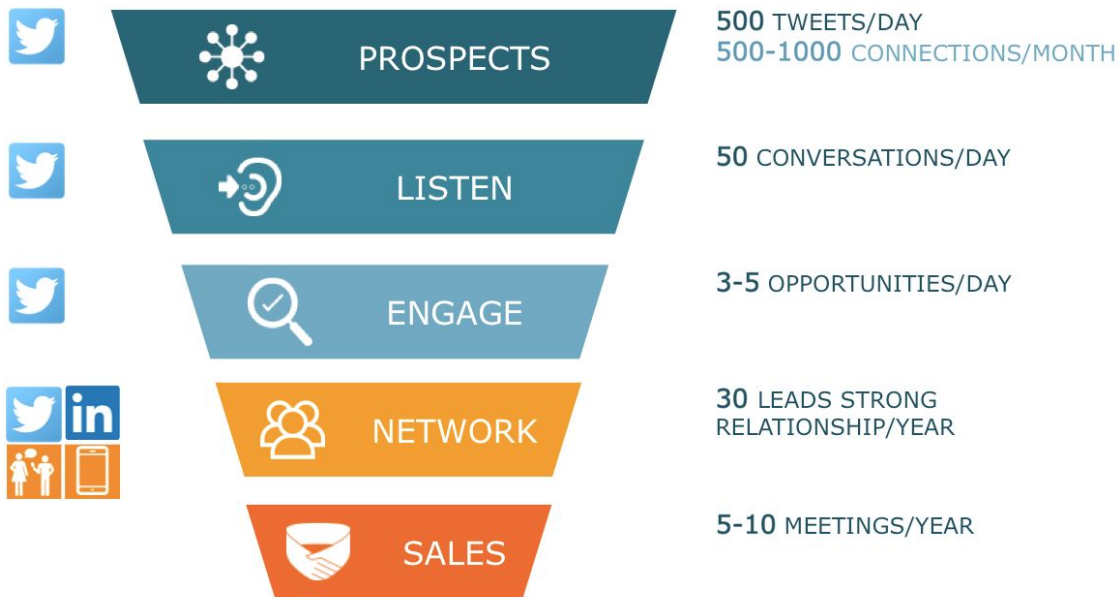 PROSPECTS
500 TWEETS/DAY
500-1000 CONNECTIONS/MONTH
LISTEN
50 CONVERSATIONS/DAY
ENGAGE
3-5 OPPORTUNITIES/DAY
in
NETWORK
30 LEADS STRONG
RELATIONSHIP/YEAR
SALES
5-10 MEETINGS/YEAR